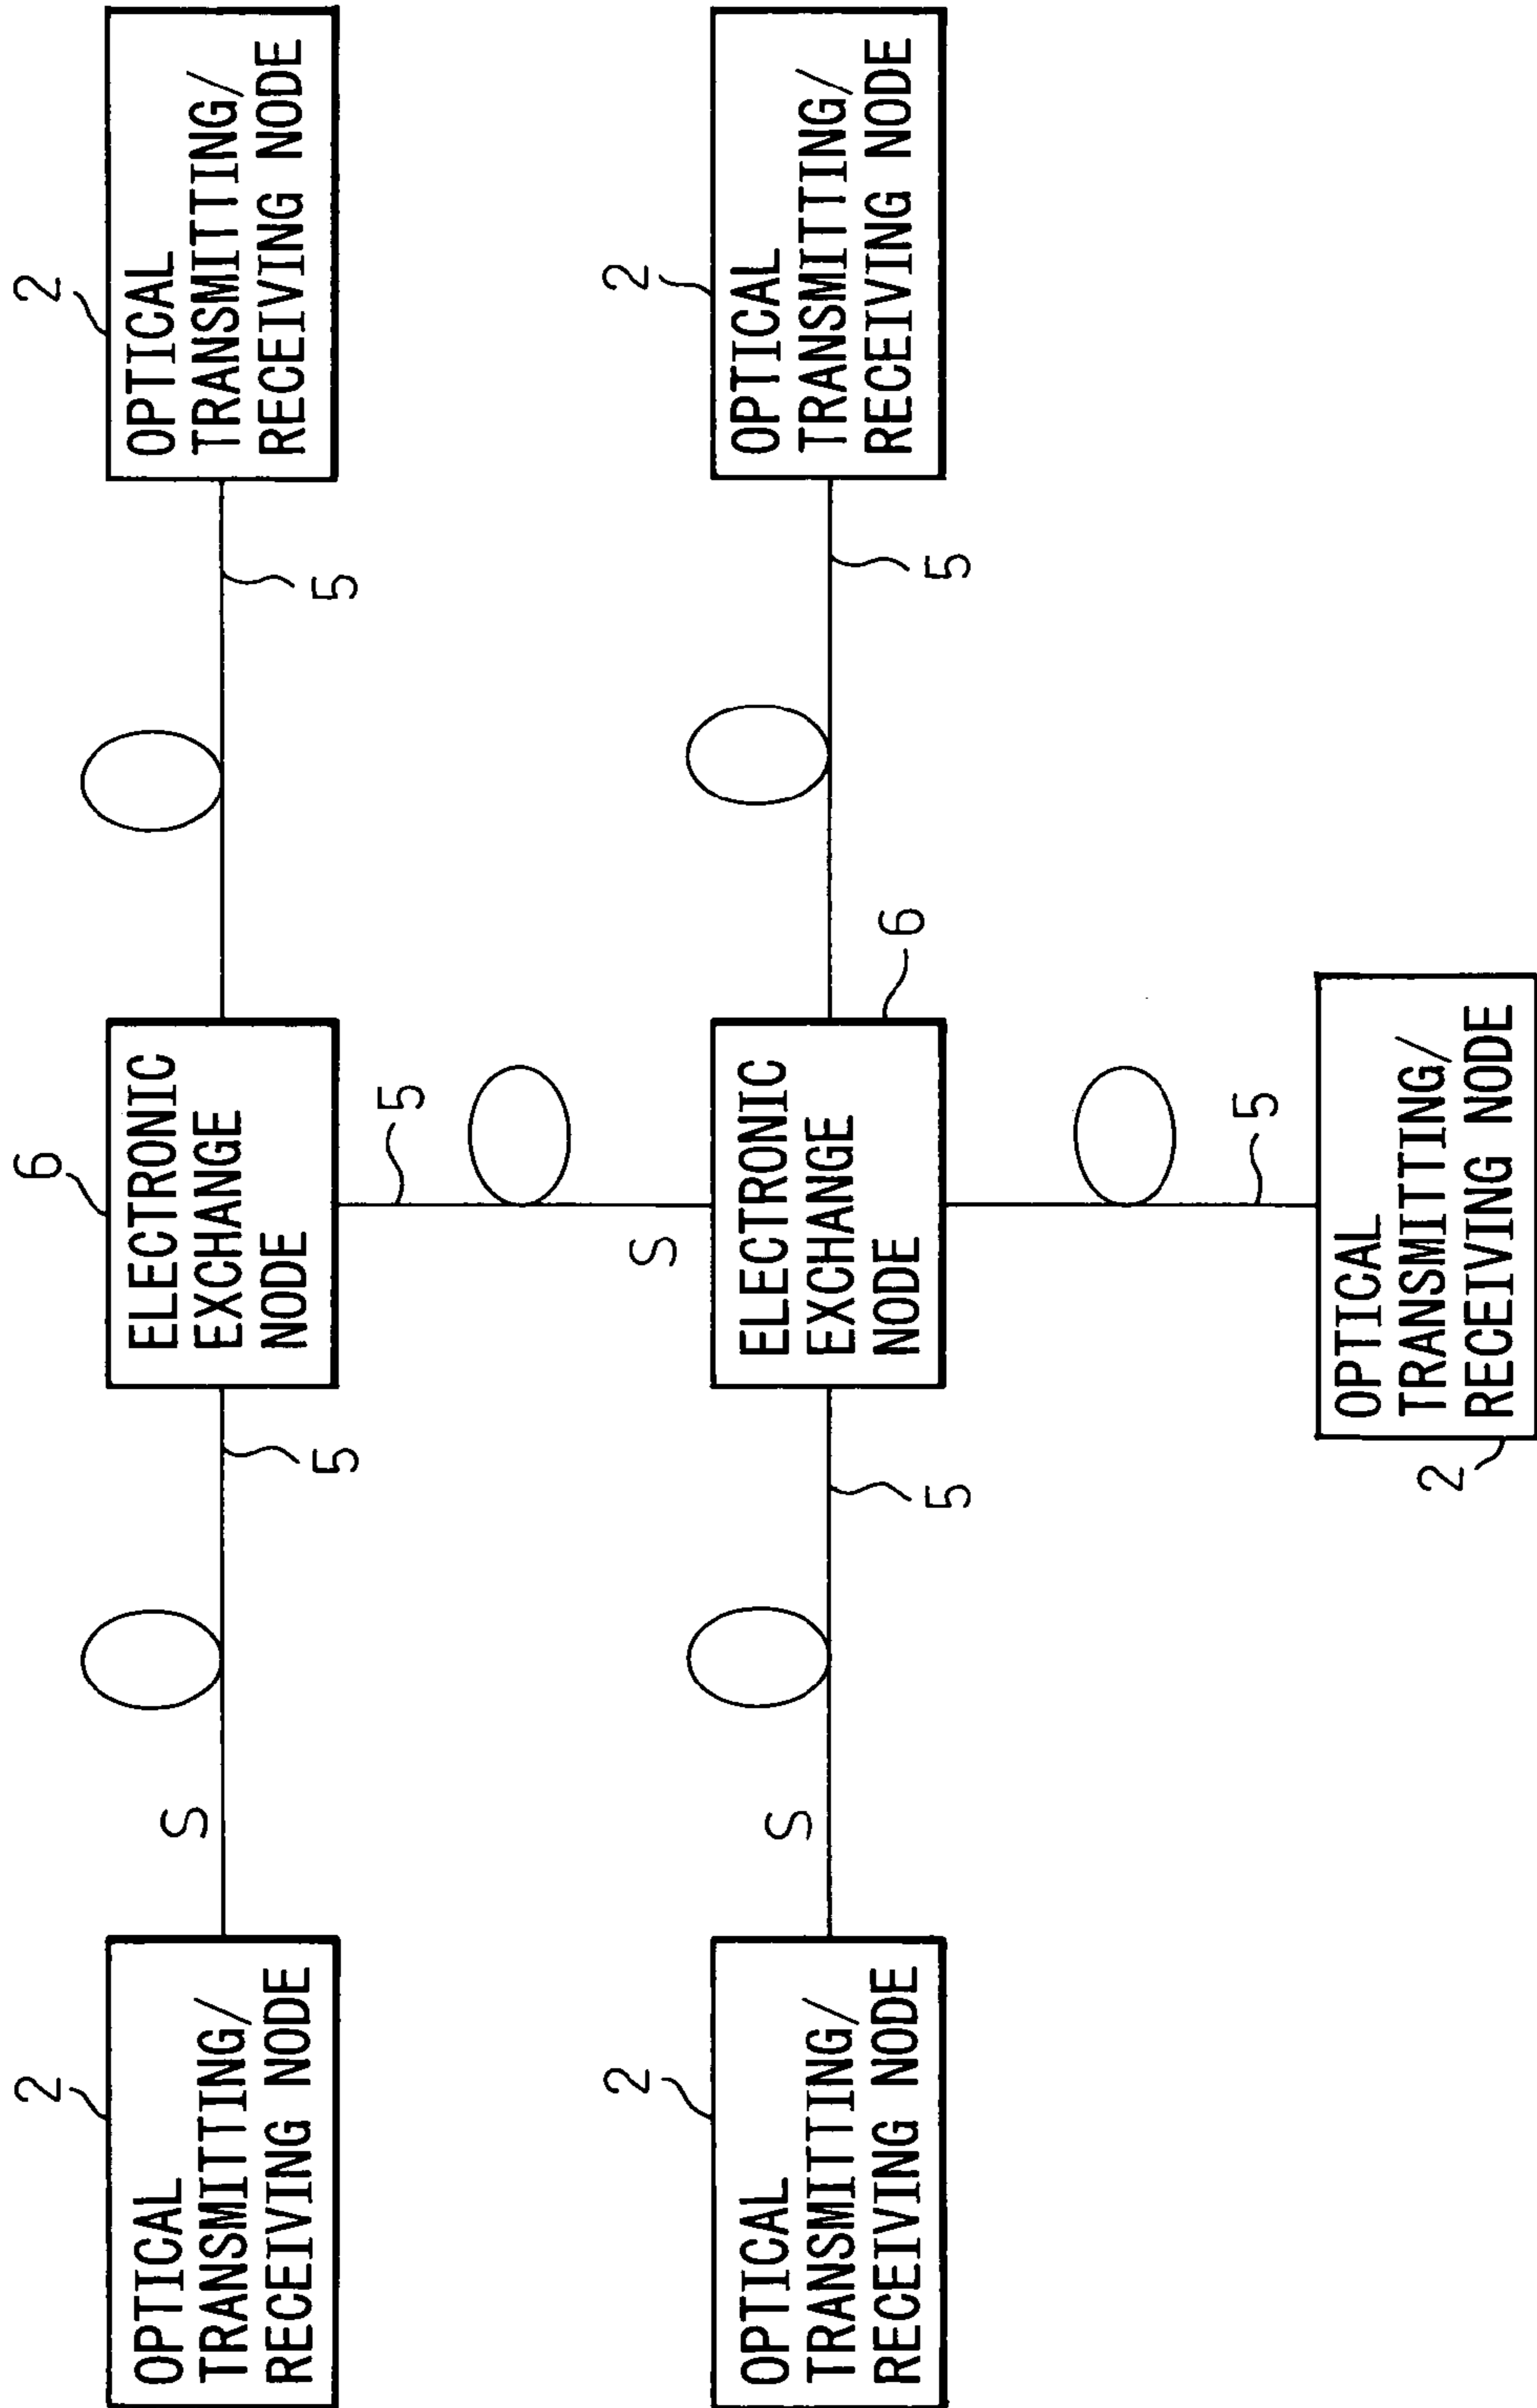 2
6
2
OPTICAL
TRANSMITTING/
RECEIVING NODE
S
ELECTRONIC
EXCHANGE
NODE
OPTICAL
TRANSMITTING/
RECEIVING NODE
5
5
5
2
S
2
OPTICAL
TRANSMITTING/
RECEIVING NODE
S
ELECTRONIC
EXCHANGE
NODE
6
OPTICAL
TRANSMITTING/
RECEIVING NODE
5
5
5
OPTICAL
TRANSMITTING/
RECEIVING NODE
2